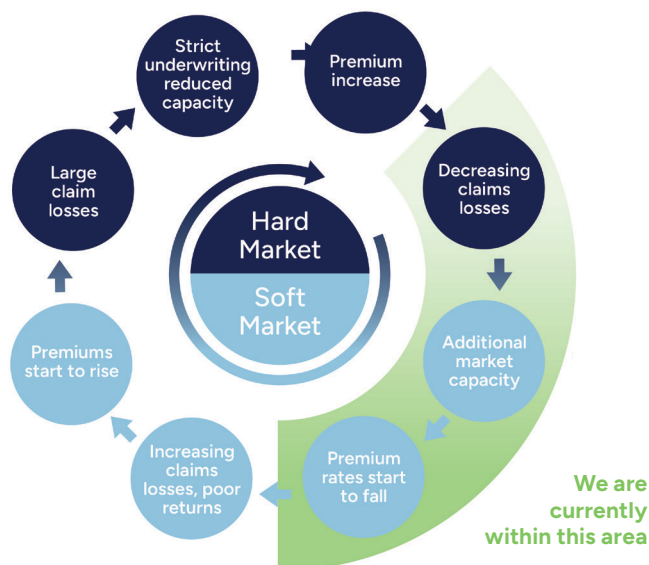 Strict
underwriting
reduced
capacity
Premium
increase
Decreasing
claims
losses
Additional
market
capacity
Premium
rates start
to fall
Increasing
claims
losses, poor
returns
Premiums
start to rise
Large
claim
losses
Hard
Market
Soft
Market
We are
currently
within this area